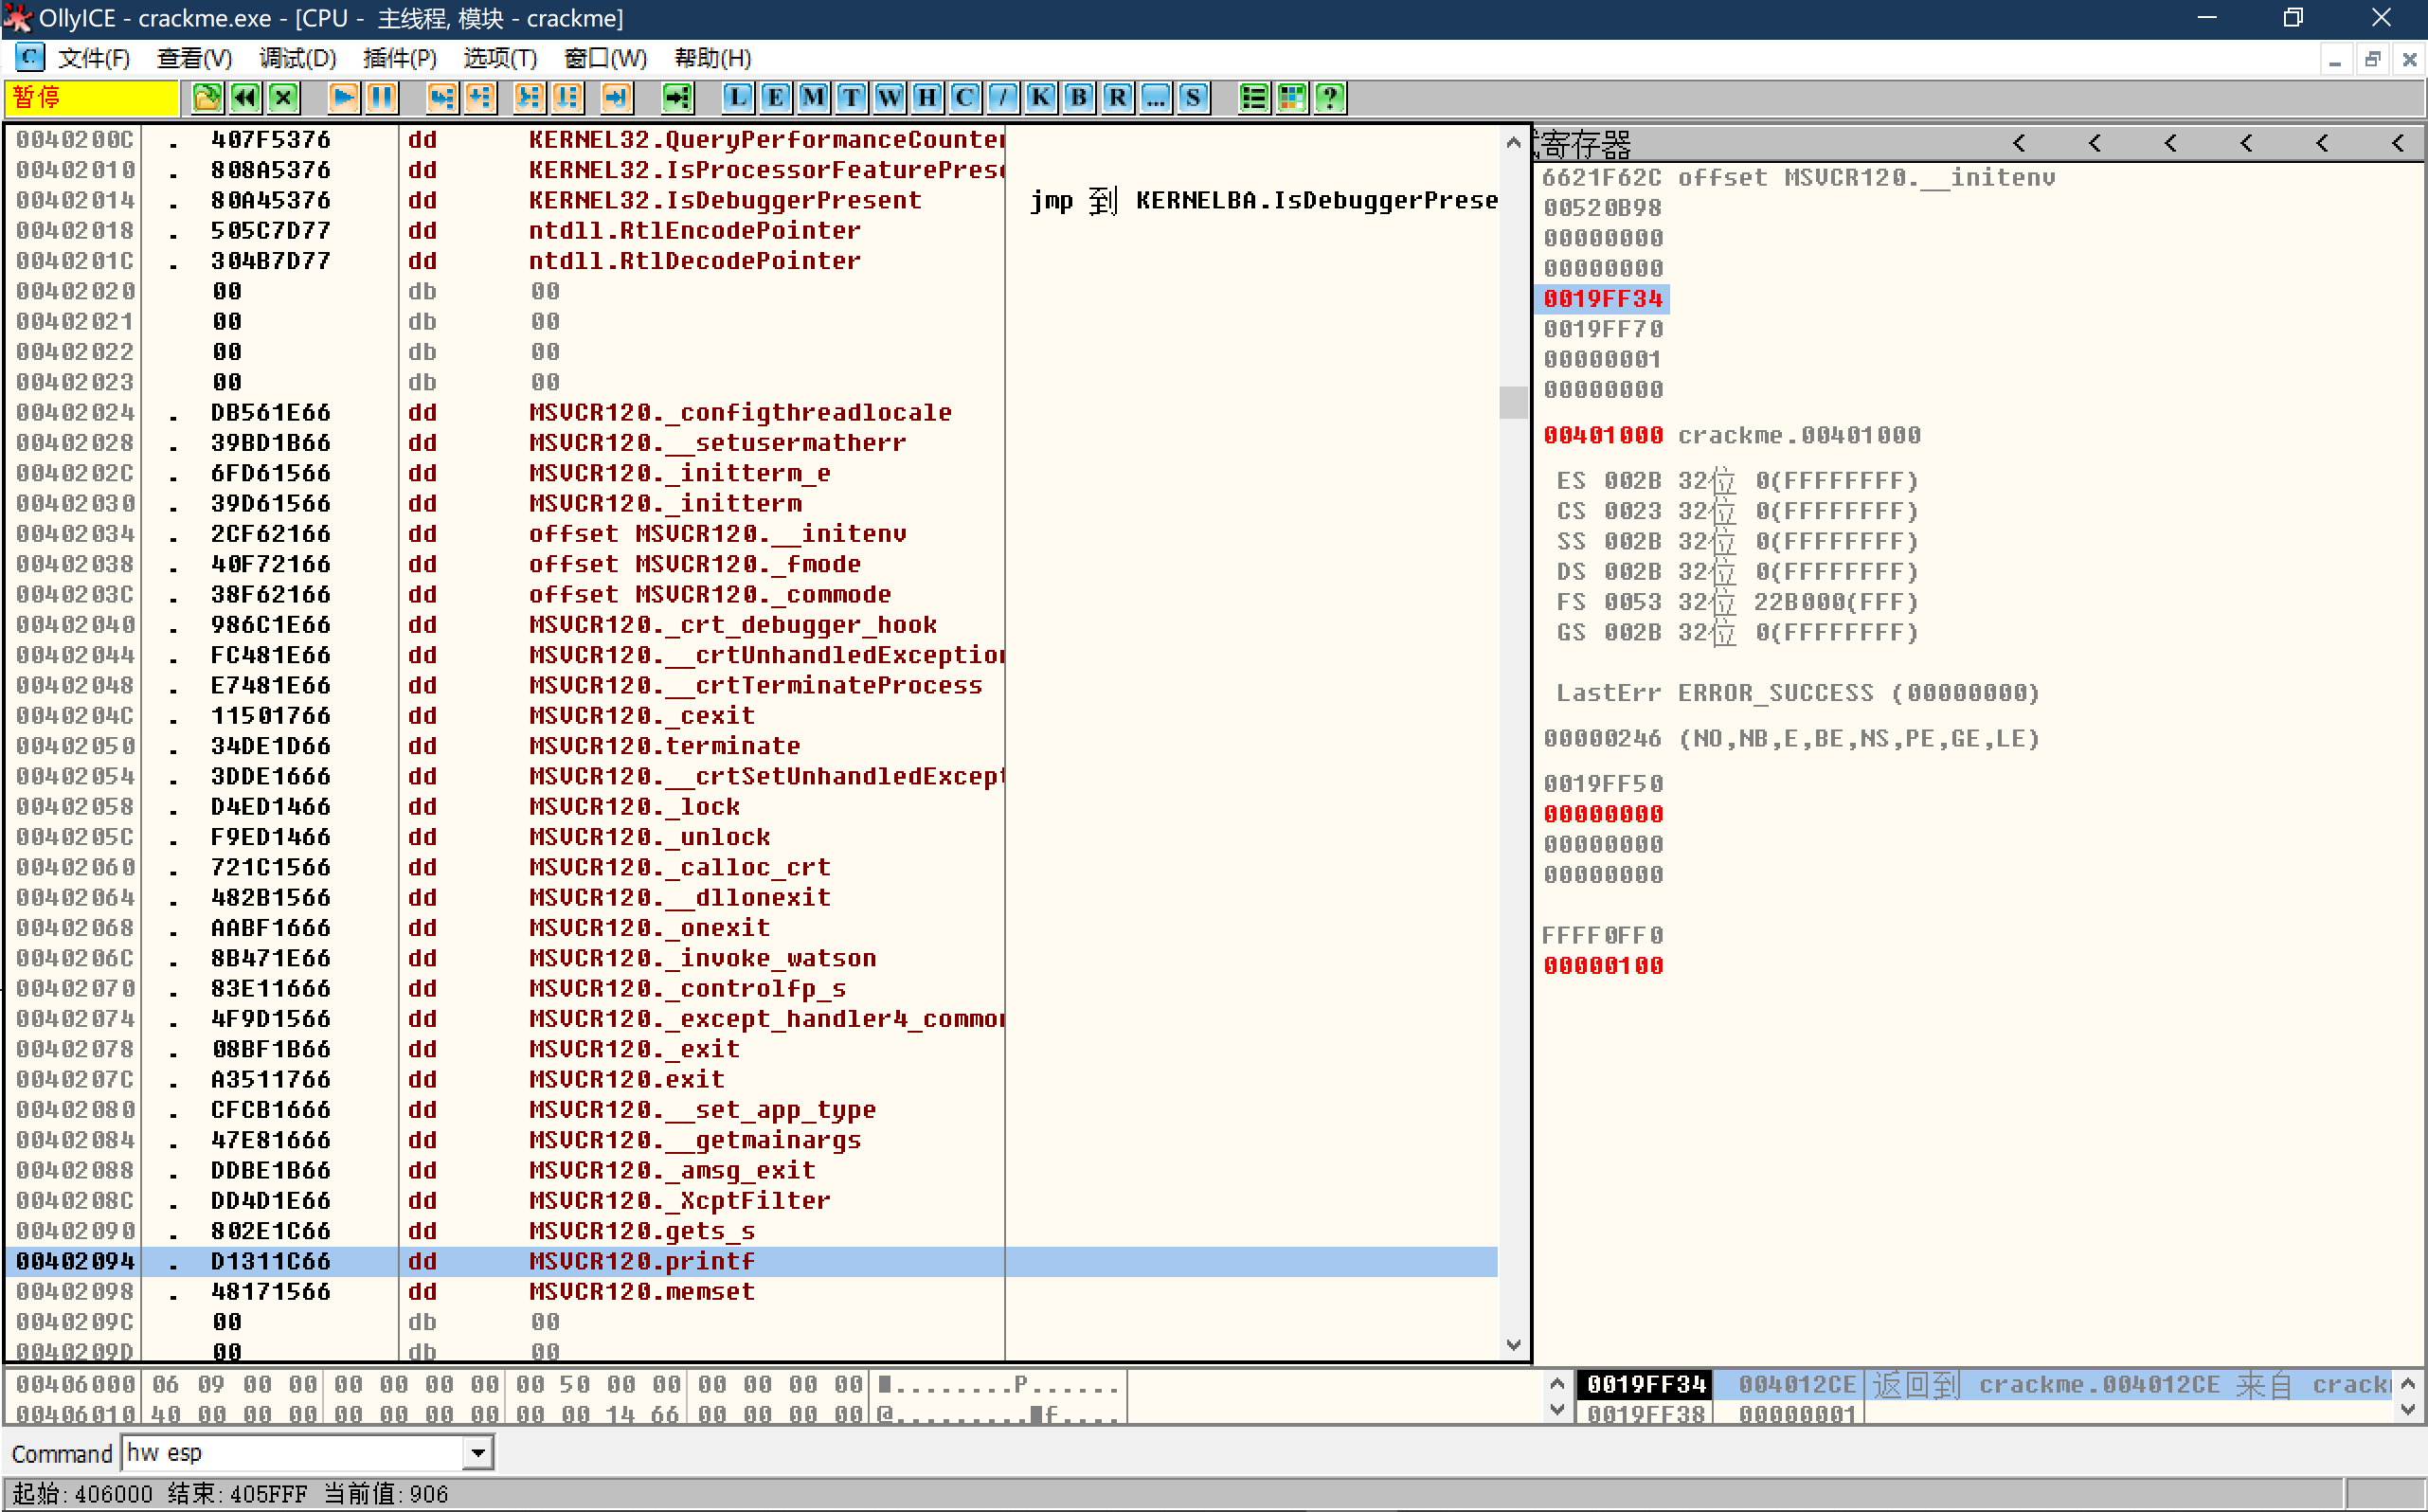 OllyICE - crackme.exe - [CPU - 主线程, 模块 - crackme]
C 文件(F) 查看(V) 调试(D) 插件(P) 选项(T) 窗口(W) 帮助(H)
暂停 L E M T W H C / K B R ... S ?
0040200C . 407F5376 dd KERNEL32.QueryPerformanceCounter
00402010 . 808A5376 dd KERNEL32.IsProcessorFeaturePrese
00402014 . 80A45376 dd KERNEL32.IsDebuggerPresent jmp 到 KERNELBA.IsDebuggerPrese
00402018 . 505C7D77 dd ntdll.RtlEncodePointer
0040201C . 304B7D77 dd ntdll.RtlDecodePointer
00402020 00 db 00
00402021 00 db 00
00402022 00 db 00
00402023 00 db 00
00402024 . DB561E66 dd MSVCR120._configthreadlocale
00402028 . 39BD1B66 dd MSVCR120.__setusermatherr
0040202C . 6FD61566 dd MSVCR120._initterm_e
00402030 . 39D61566 dd MSVCR120._initterm
00402034 . 2CF62166 dd offset MSVCR120.__initenv
00402038 . 40F72166 dd offset MSVCR120._fmode
0040203C . 38F62166 dd offset MSVCR120._commode
00402040 . 986C1E66 dd MSVCR120._crt_debugger_hook
00402044 . FC481E66 dd MSVCR120.__crtUnhandledException
00402048 . E7481E66 dd MSVCR120.__crtTerminateProcess
0040204C . 11501766 dd MSVCR120._cexit
00402050 . 34DE1D66 dd MSVCR120.terminate
00402054 . 3DDE1666 dd MSVCR120.__crtSetUnhandledExcept
00402058 . D4ED1466 dd MSVCR120._lock
0040205C . F9ED1466 dd MSVCR120._unlock
00402060 . 721C1566 dd MSVCR120._calloc_crt
00402064 . 482B1566 dd MSVCR120.__dllonexit
00402068 . AABF1666 dd MSVCR120._onexit
0040206C . 8B471E66 dd MSVCR120._invoke_watson
00402070 . 83E11666 dd MSVCR120._controlfp_s
00402074 . 4F9D1566 dd MSVCR120._except_handler4_common
00402078 . 08BF1B66 dd MSVCR120._exit
0040207C . A3511766 dd MSVCR120.exit
00402080 . CFCB1666 dd MSVCR120.__set_app_type
00402084 . 47E81666 dd MSVCR120.__getmainargs
00402088 . DDBE1B66 dd MSVCR120._amsg_exit
0040208C . DD4D1E66 dd MSVCR120._XcptFilter
00402090 . 802E1C66 dd MSVCR120.gets_s
00402094 . D1311C66 dd MSVCR120.printf
00402098 . 48171566 dd MSVCR120.memset
0040209C 00 db 00
0040209D 00 db 00
寄存器 < < < < < <
6621F62C offset MSVCR120.__initenv
00520B98
00000000
00000000
0019FF34
0019FF70
00000001
00000000
00401000 crackme.00401000
ES 002B 32位 0(FFFFFFFF)
CS 0023 32位 0(FFFFFFFF)
SS 002B 32位 0(FFFFFFFF)
DS 002B 32位 0(FFFFFFFF)
FS 0053 32位 22B000(FFF)
GS 002B 32位 0(FFFFFFFF)
LastErr ERROR_SUCCESS (00000000)
00000246 (NO,NB,E,BE,NS,PE,GE,LE)
0019FF50
00000000
00000000
00000000
FFFF0FF0
00000100
00406000 06 09 00 00 00 00 00 00 00 50 00 00 00 00 00 00 ■........P......
00406010 40 00 00 00 00 00 00 00 00 00 14 66 00 00 00 00 @..........■f....
0019FF34 004012CE 返回到 crackme.004012CE 来自 crack
0019FF38 00000001
Command hw esp
起始: 406000 结束: 405FFF 当前值: 906